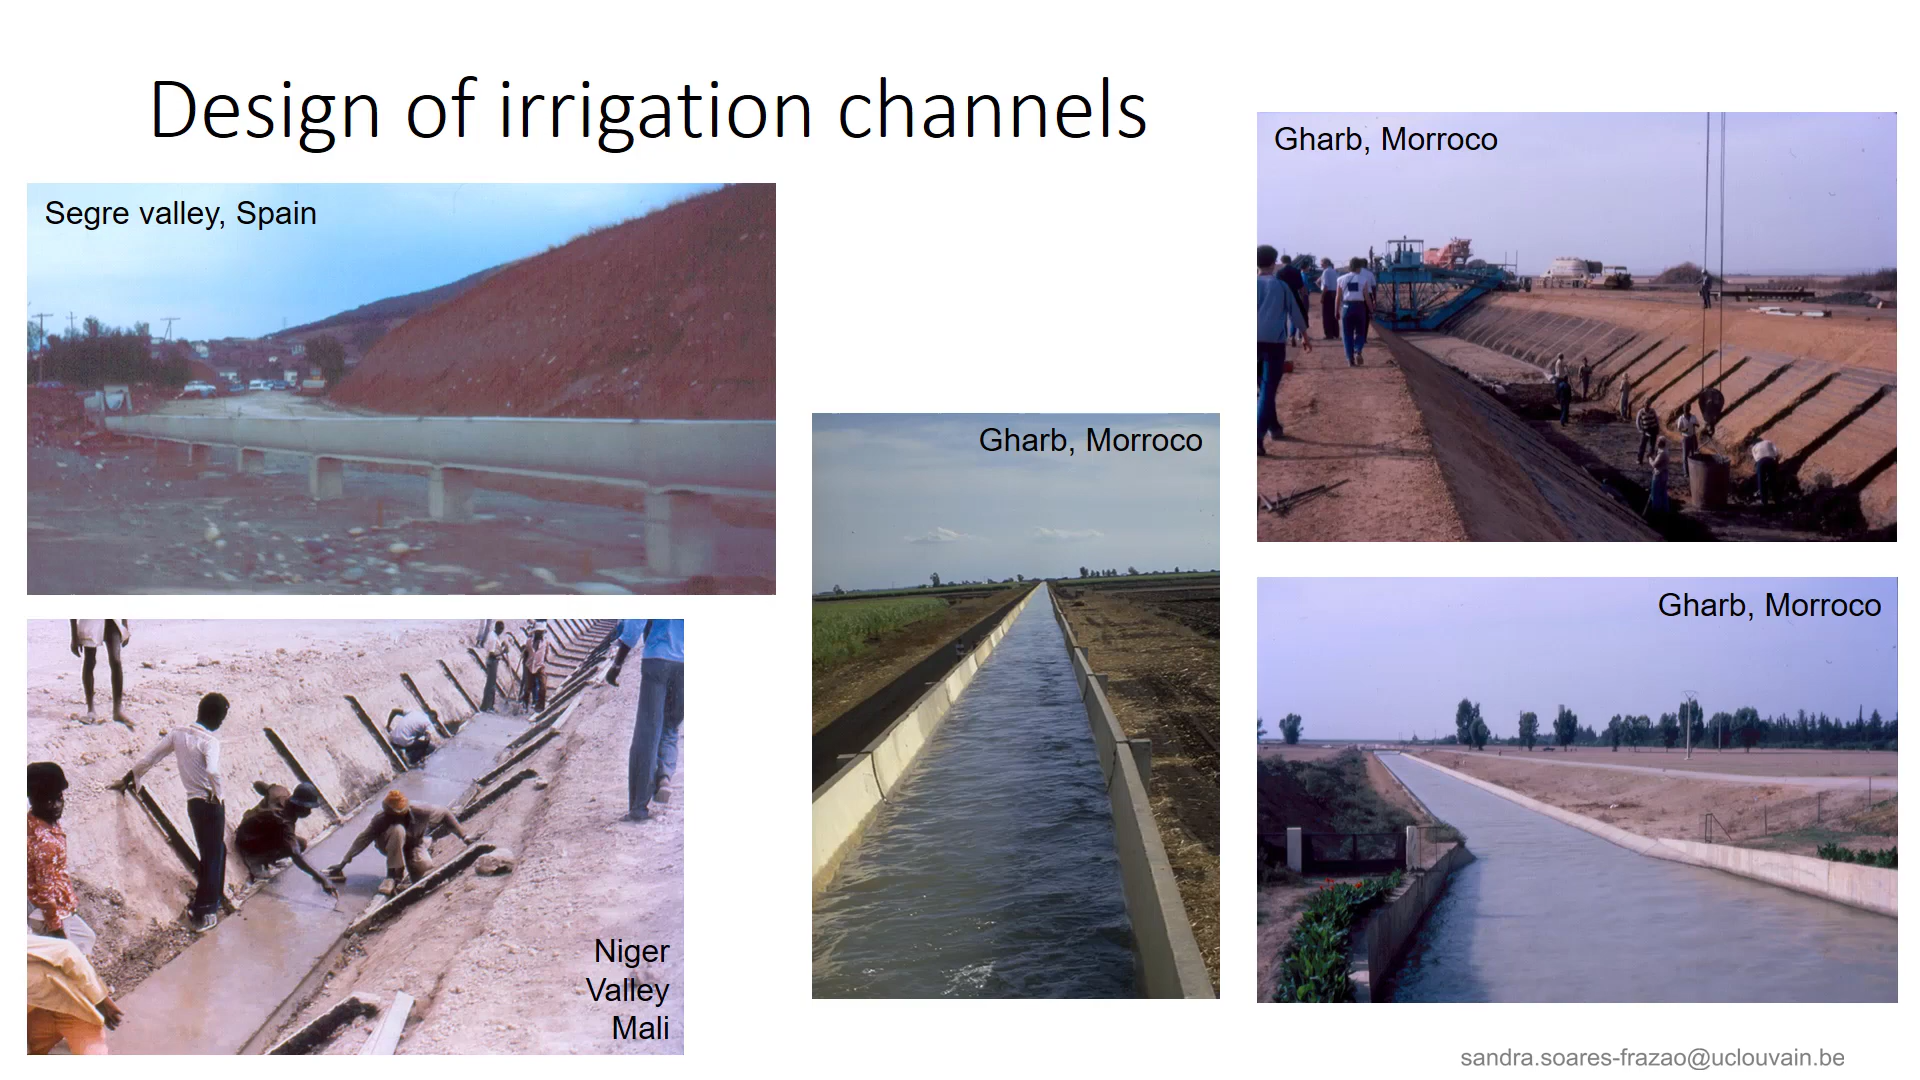 Design of irrigation channels
Segre valley, Spain
Gharb, Morroco
Gharb, Morroco
Gharb, Morroco
Niger
Valley
Mali
sandra.soares-frazao@uclouvain.be